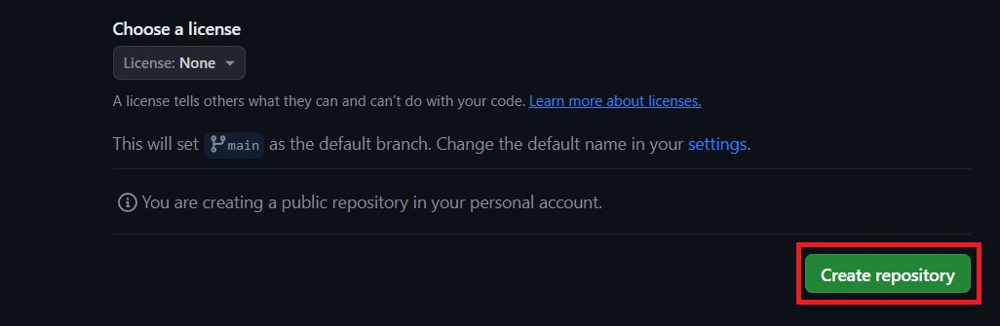 Choose a license
License: None
A license tells others what they can and can't do with your code. Learn more about licenses.
This will set main as the default branch. Change the default name in your settings.
You are creating a public repository in your personal account.
Create repository